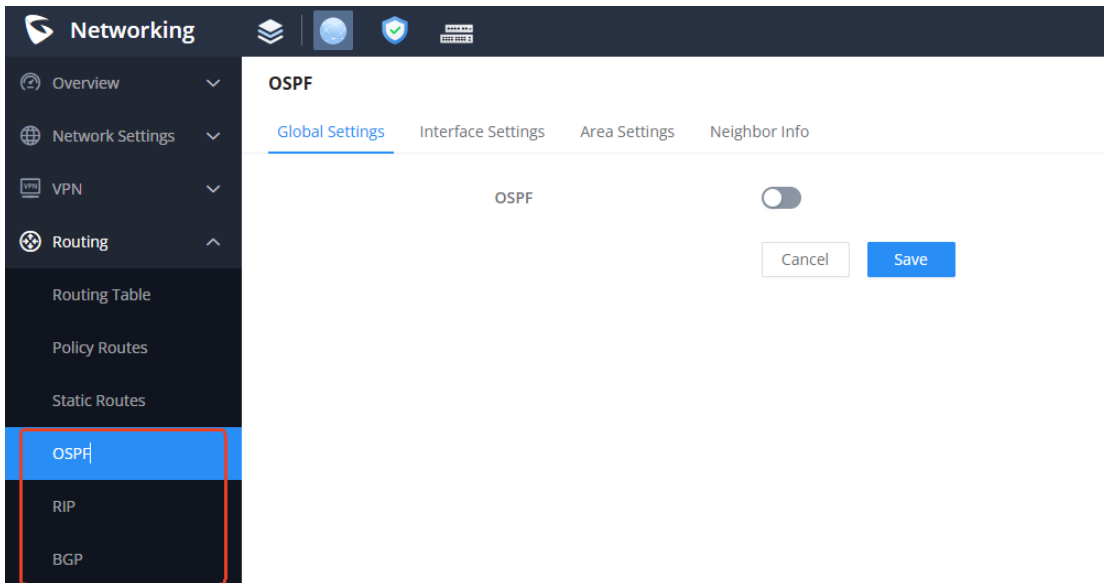 Networking
Overview
Network Settings
VPN
VPN
Routing
Routing Table
Policy Routes
Static Routes
OSPF
RIP
BGP
OSPF
Global Settings Interface Settings Area Settings Neighbor Info
OSPF
Cancel Save